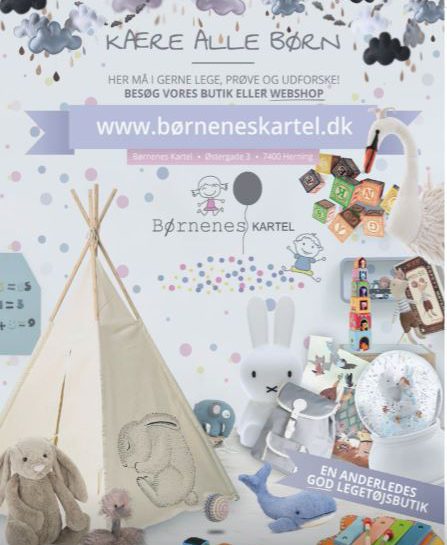 KÆRE ALLE BØRN
HER MÅ I GERNE LEGE, PRØVE OG UDFORSKE!
BESØG VORES BUTIK ELLER WEBSHOP
www.børneneskartel.dk
Børnenes Kartel • Østergade 3 • 7400 Herning
Børnenes KARTEL
EN ANDERLEDES
GOD LEGETØJSBUTIK